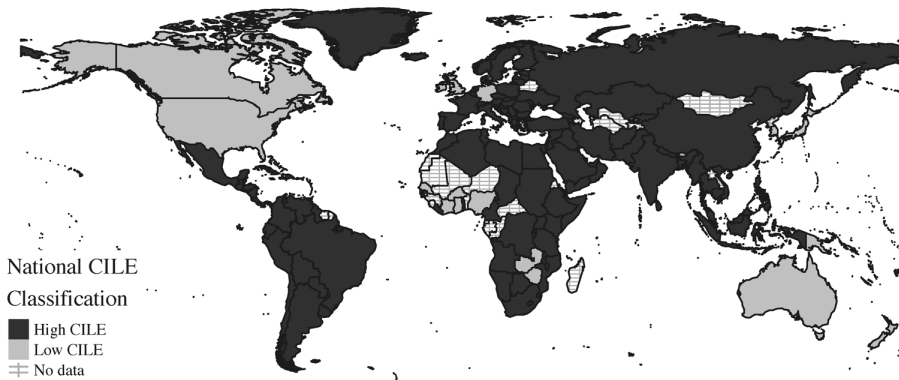 National CILE
Classification
High CILE
Low CILE
No data